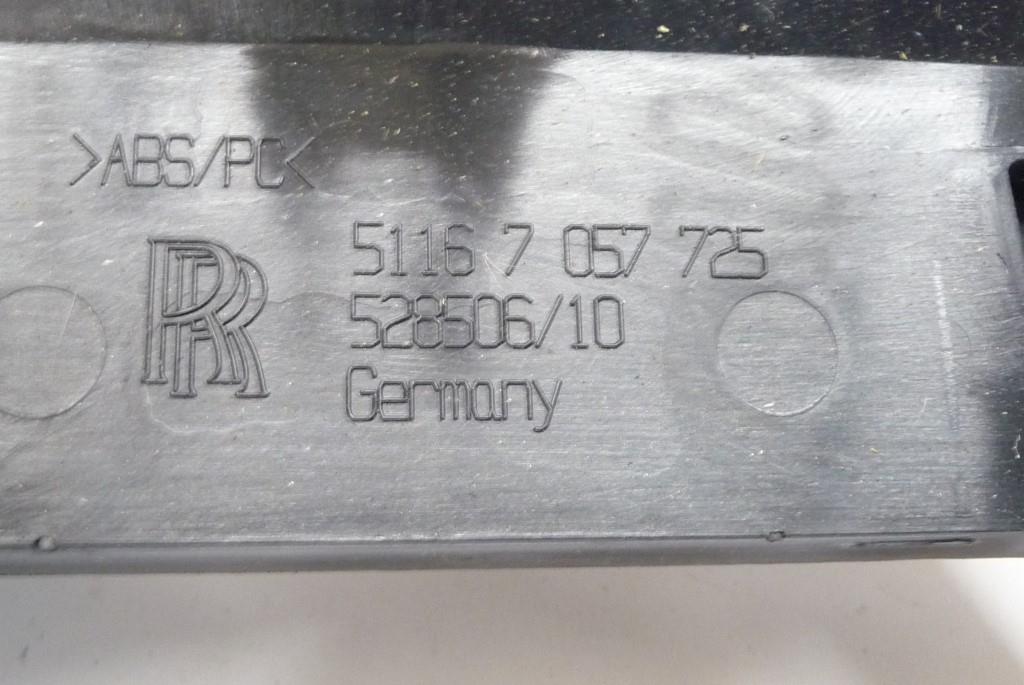 >ABS/PC<
RR
5116 7 057 725
528506/10
Germany